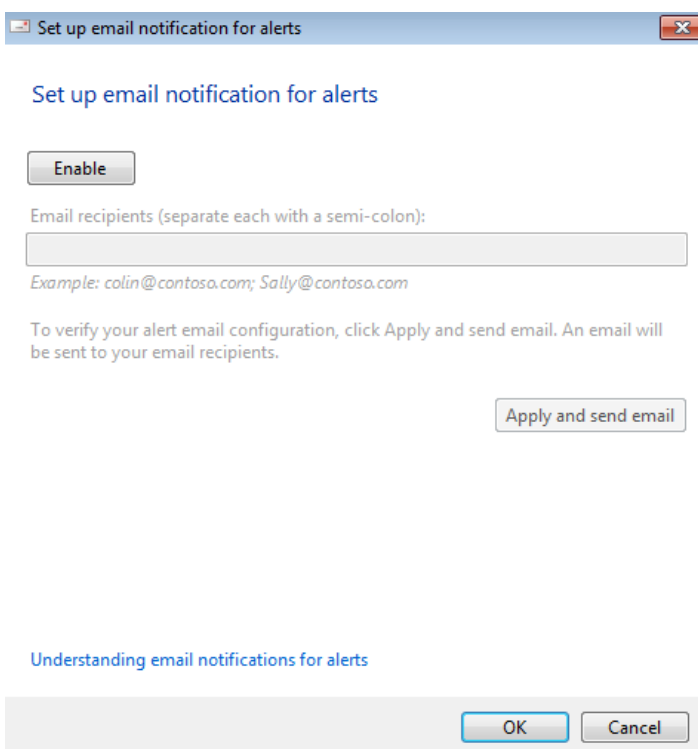 Set up email notification for alerts
Set up email notification for alerts
Enable
Email recipients (separate each with a semi-colon):
Example: colin@contoso.com; Sally@contoso.com
To verify your alert email configuration, click Apply and send email. An email will
be sent to your email recipients.
Apply and send email
Understanding email notifications for alerts
OK
Cancel